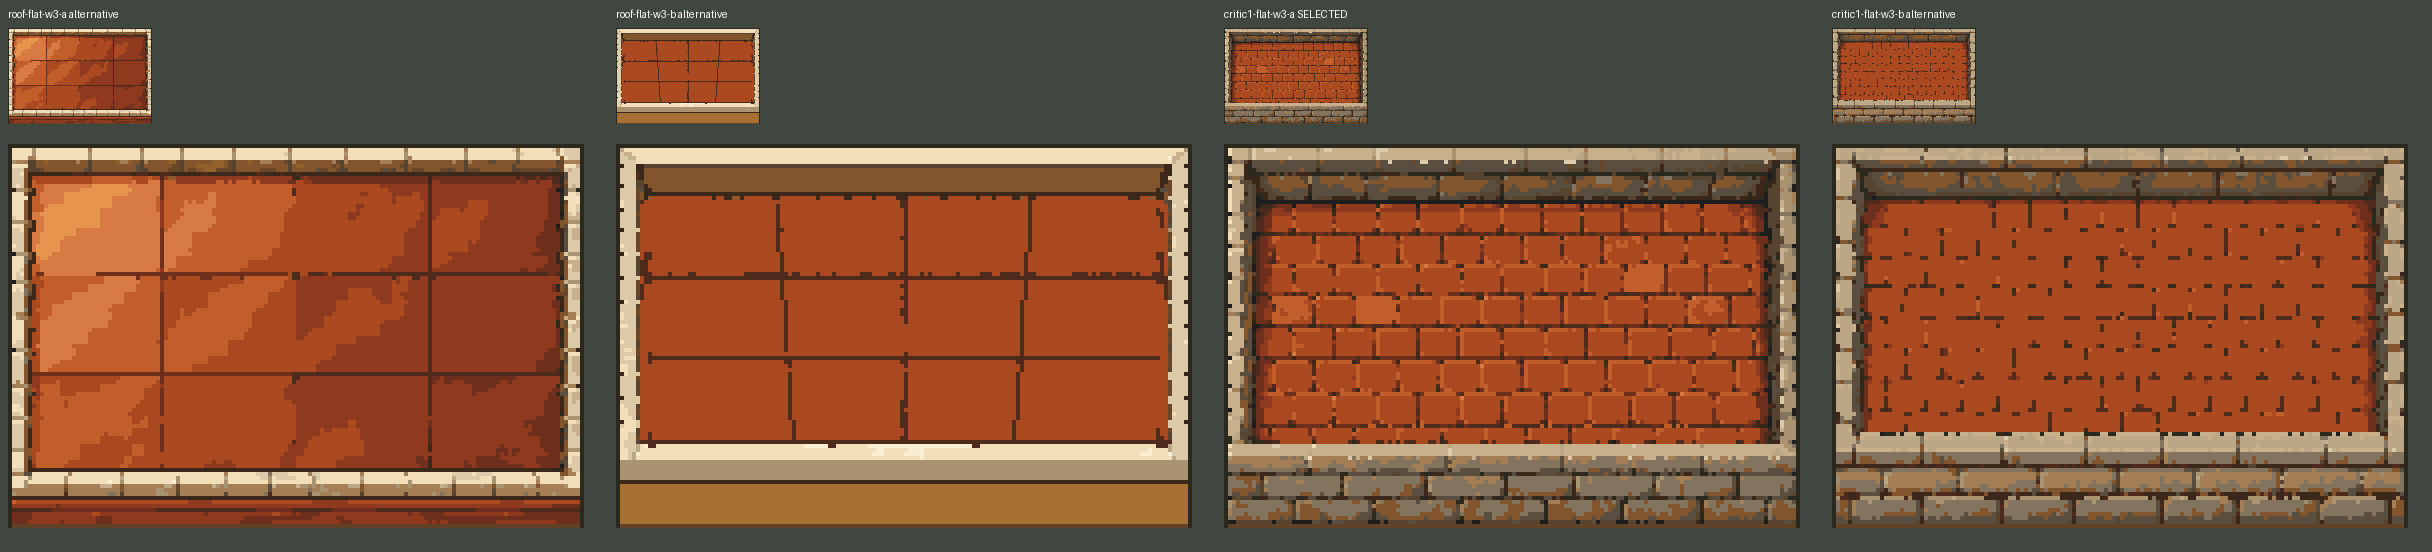 roof-flat-w3-a alternative
roof-flat-w3-b alternative
critic1-flat-w3-a SELECTED
critic1-flat-w3-b alternative